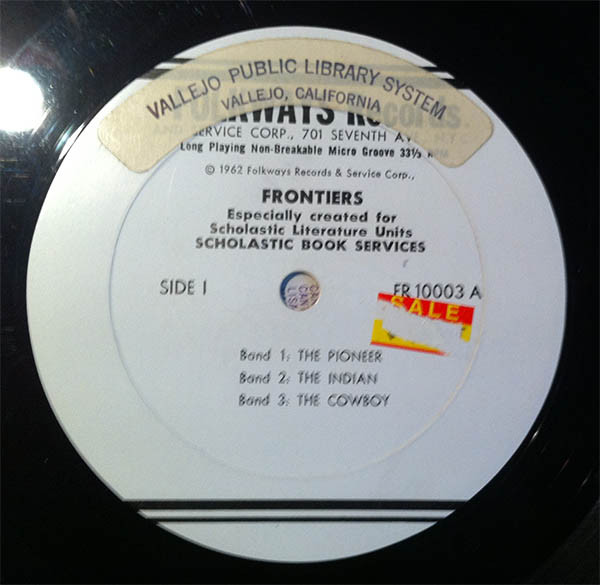 VALLEJO PUBLIC LIBRARY SYSTEM
VALLEJO, CALIFORNIA
SERVICE CORP., 701 SEVENTH
Long Playing Non-Breakable Micro Groove 33⅓ RPM
© 1962 Folkways Records & Service Corp.,
FRONTIERS
Especially created for
Scholastic Literature Units
SCHOLASTIC BOOK SERVICES
SIDE I
FR 10003 A
SALE
Band 1: THE PIONEER
Band 2: THE INDIAN
Band 3: THE COWBOY